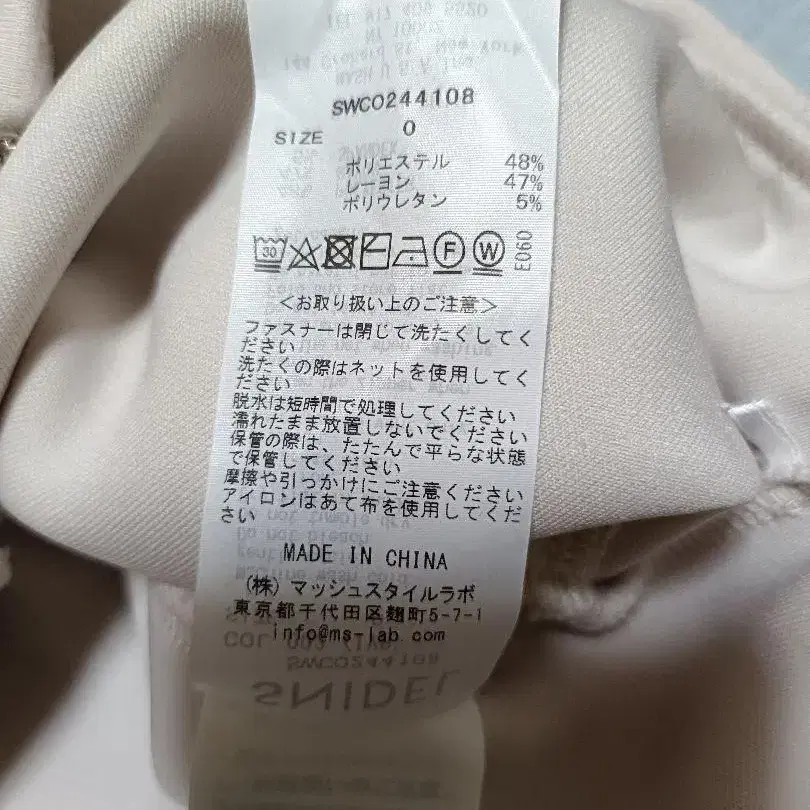 SWCO244108
SIZE 0
ポリエステル 48%
レーヨン 47%
ポリウレタン 5%
30 F W E060
<お取り扱い上のご注意>
ファスナーは閉じて洗たくしてく
ださい
洗たくの際はネットを使用してく
ださい
脱水は短時間で処理してください
濡れたまま放置しないでください
保管の際は、たたんで平らな状態
で保管してください
摩擦や引っかけにご注意ください
アイロンはあて布を使用してくだ
さい
MADE IN CHINA
(株) マッシュスタイルラボ
東京都千代田区麹町5-7-1
info@ms-lab.com
SWCO244108
SNIDEL